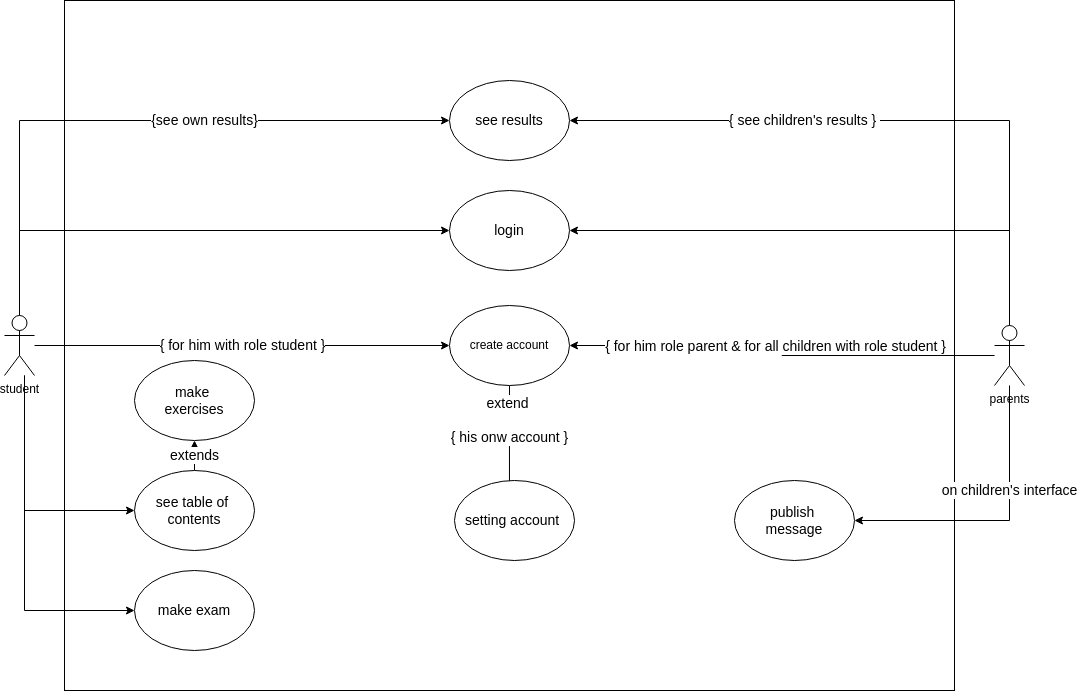 {see own results}
see results
{ see children's results }
login
{ for him with role student }
create account
{ for him role parent & for all children with role student }
student
make
exercises
extend
parents
{ his onw account }
extends
see table of
contents
setting account
publish
message
on children's interface
make exam